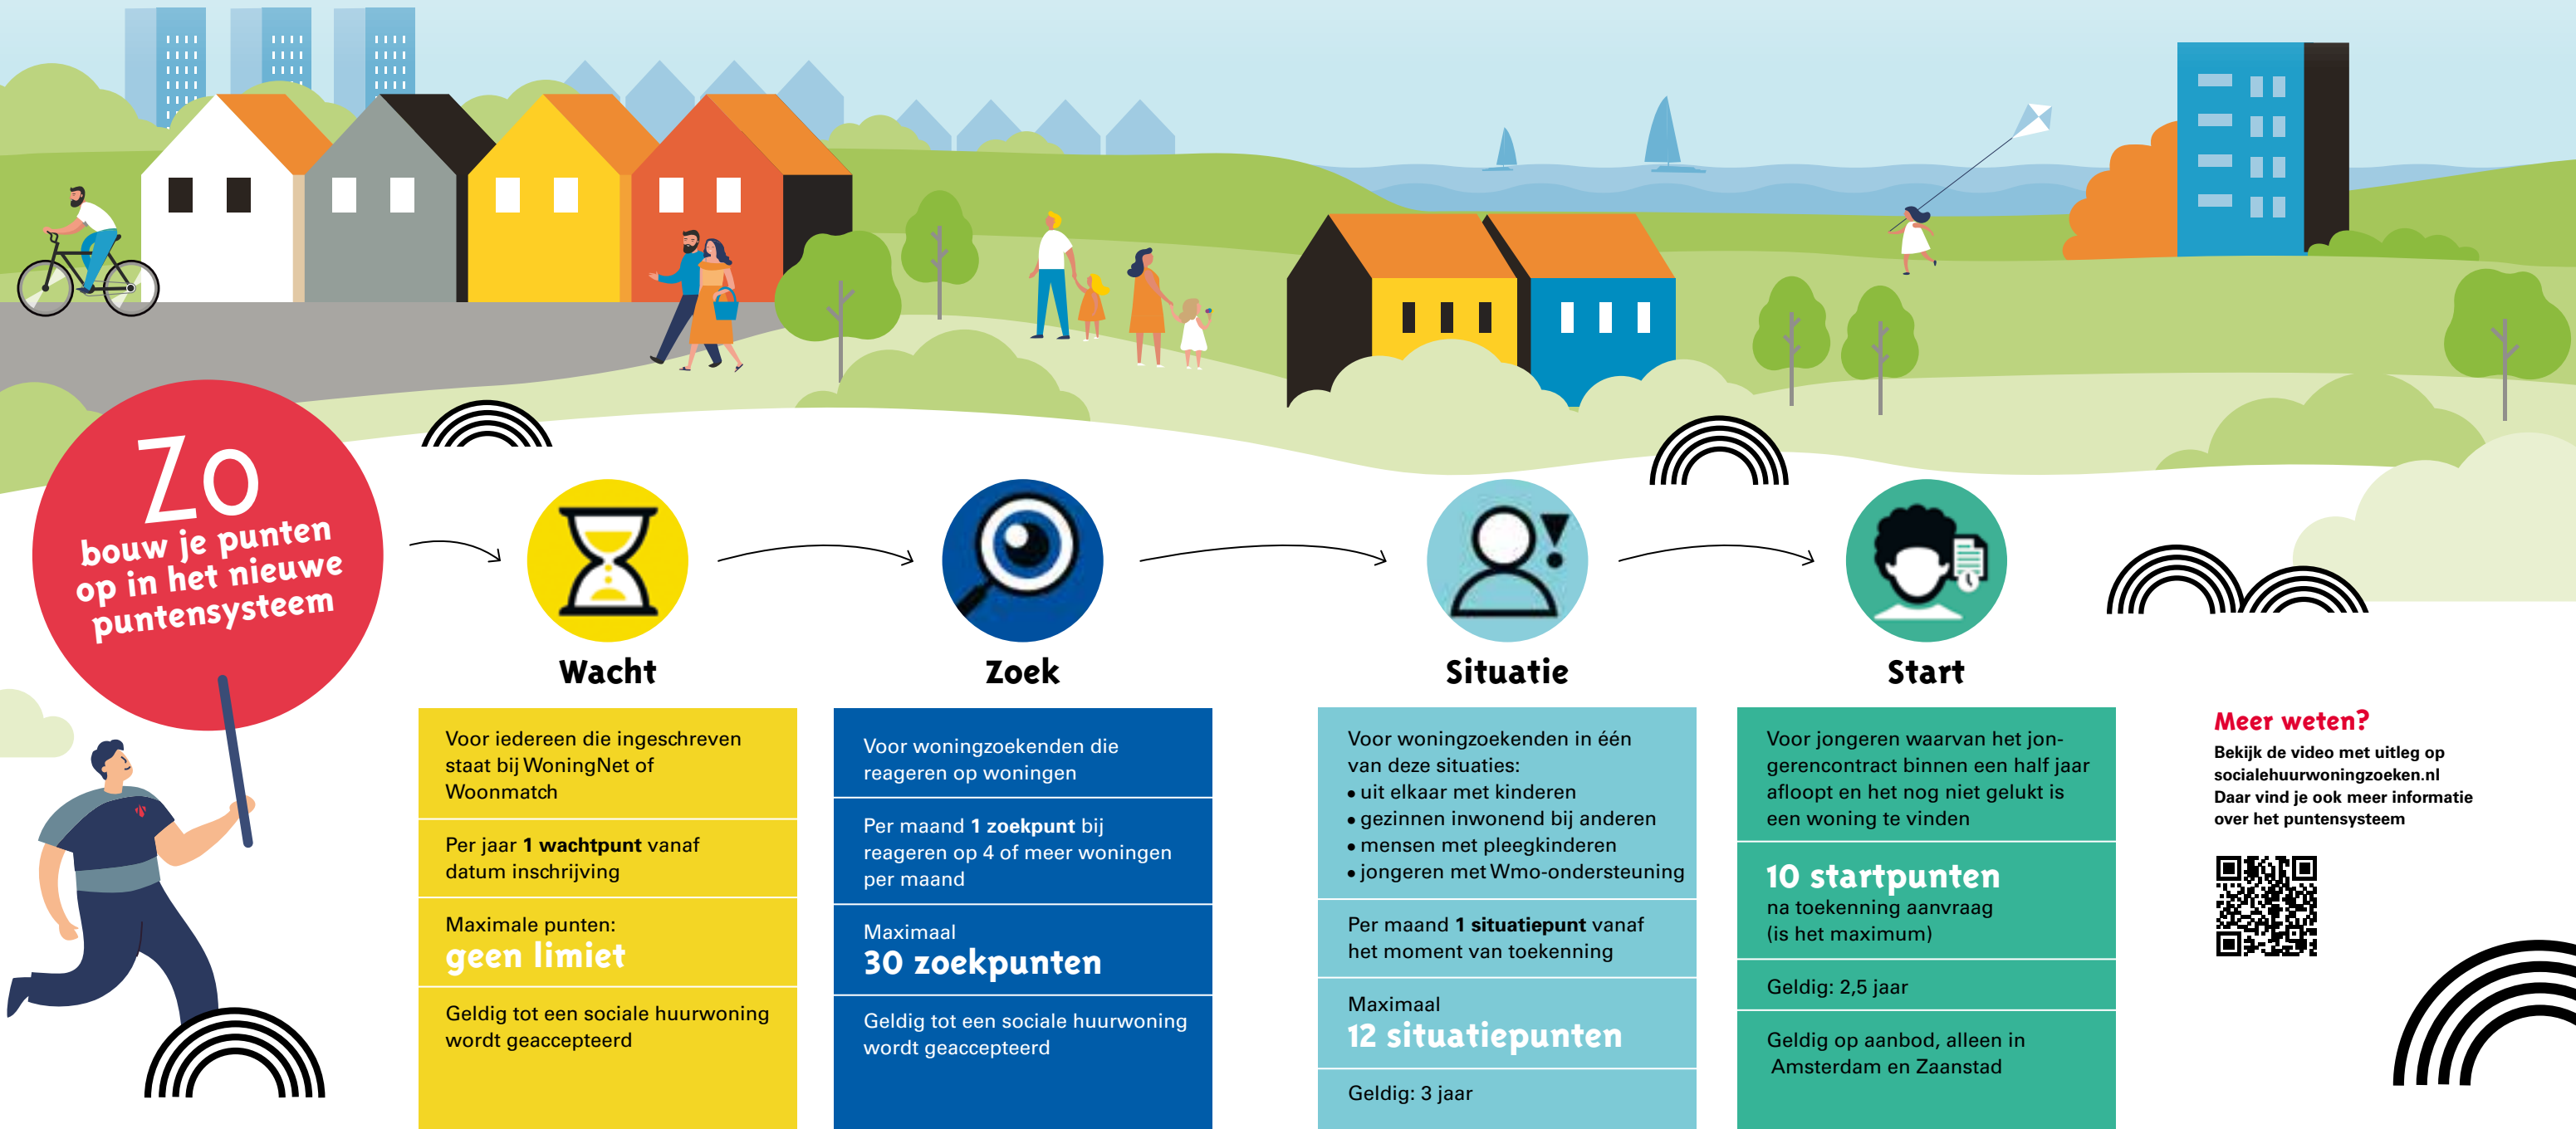 Zo
bouw je punten
op in het nieuwe
puntensysteem
Wacht
Voor iedereen die ingeschreven
staat bij WoningNet of
Woonmatch
Per jaar 1 wachtpunt vanaf
datum inschrijving
Maximale punten:
geen limiet
Geldig tot een sociale huurwoning
wordt geaccepteerd
Zoek
Voor woningzoekenden die
reageren op woningen
Per maand 1 zoekpunt bij
reageren op 4 of meer woningen
per maand
Maximaal
30 zoekpunten
Geldig tot een sociale huurwoning
wordt geaccepteerd
Situatie
Voor woningzoekenden in één
van deze situaties:
• uit elkaar met kinderen
• gezinnen inwonend bij anderen
• mensen met pleegkinderen
• jongeren met Wmo-ondersteuning
Per maand 1 situatiepunt vanaf
het moment van toekenning
Maximaal
12 situatiepunten
Geldig: 3 jaar
Start
Voor jongeren waarvan het jon-
gerencontract binnen een half jaar
afloopt en het nog niet gelukt is
een woning te vinden
10 startpunten
na toekenning aanvraag
(is het maximum)
Geldig: 2,5 jaar
Geldig op aanbod, alleen in
Amsterdam en Zaanstad
Meer weten?
Bekijk de video met uitleg op
socialehuurwoningzoeken.nl
Daar vind je ook meer informatie
over het puntensysteem